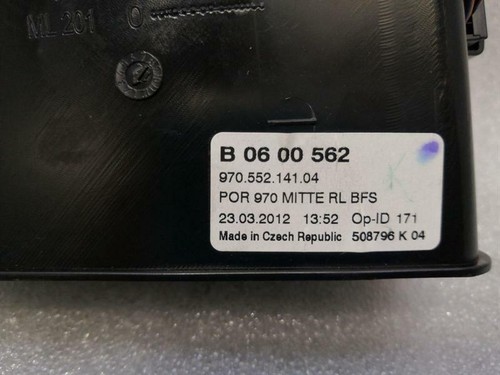 ML 201
B 06 00 562
970.552.141.04
POR 970 MITTE RL BFS
23.03.2012 13:52 Op-ID 171
Made in Czech Republic 508796 K 04